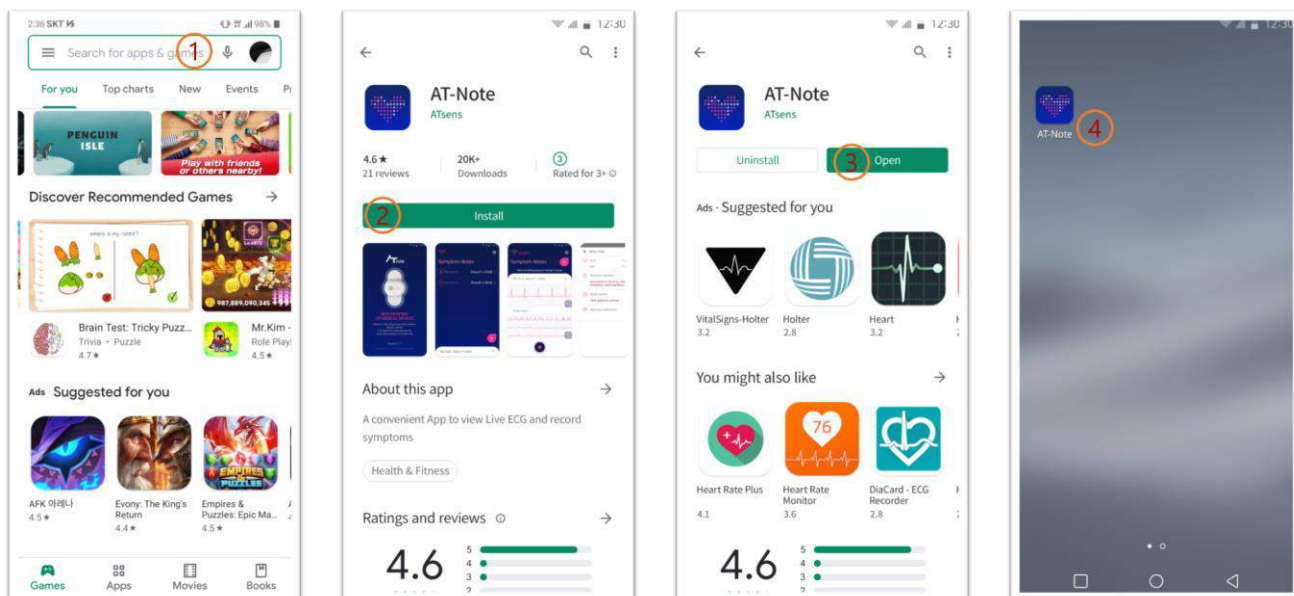 2:36 SKT
98%
Search for apps & games
1
For you Top charts New Events
PENGUIN
ISLE
Play with friends
or others nearby!
Discover Recommended Games
where is my rabbit?
987,889,090,345
Brain Test: Tricky Puzz...
Trivia • Puzzle
4.7★
Mr.Kim -
Role Play
4.5★
Ads · Suggested for you
EMPIRES &
PUZZLES
AFK 아레나
4.5★
Evony: The King's
Return
4.4★
Empires &
Puzzles: Epic Ma...
4.5★
Games Apps Movies Books
12:30
AT-Note
ATsens
4.6★
21 reviews
20K+
Downloads
3
Rated for 3+
2
Install
Symptom Notes
About this app
A convenient App to view Live ECG and record
symptoms
Health & Fitness
Ratings and reviews
4.6
5
4
3
2
12:30
AT-Note
ATsens
Uninstall
3
Open
Ads · Suggested for you
VitalSigns-Holter
3.2
Holter
2.8
Heart
3.2
You might also like
76
Heart Rate Plus
4.1
Heart Rate
Monitor
3.6
DiaCard - ECG
Recorder
2.8
4.6
5
4
3
2
12:30
AT-Note
4